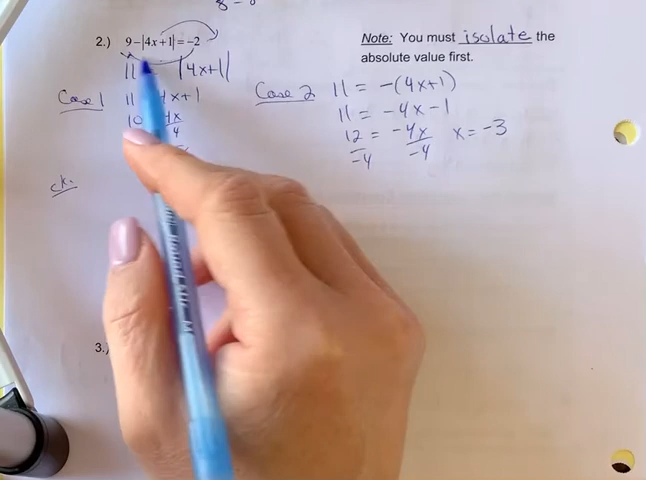 8 -
2.) 9-|4x+1|=-2
Note: You must isolate the
absolute value first.
11 |4x+1|
Case 1 11 4x+1
10 4x
4
Case 2 11 = -(4x+1)
11 = -4x-1
12 = -4x x=-3
-4 -4
ck.
3.)